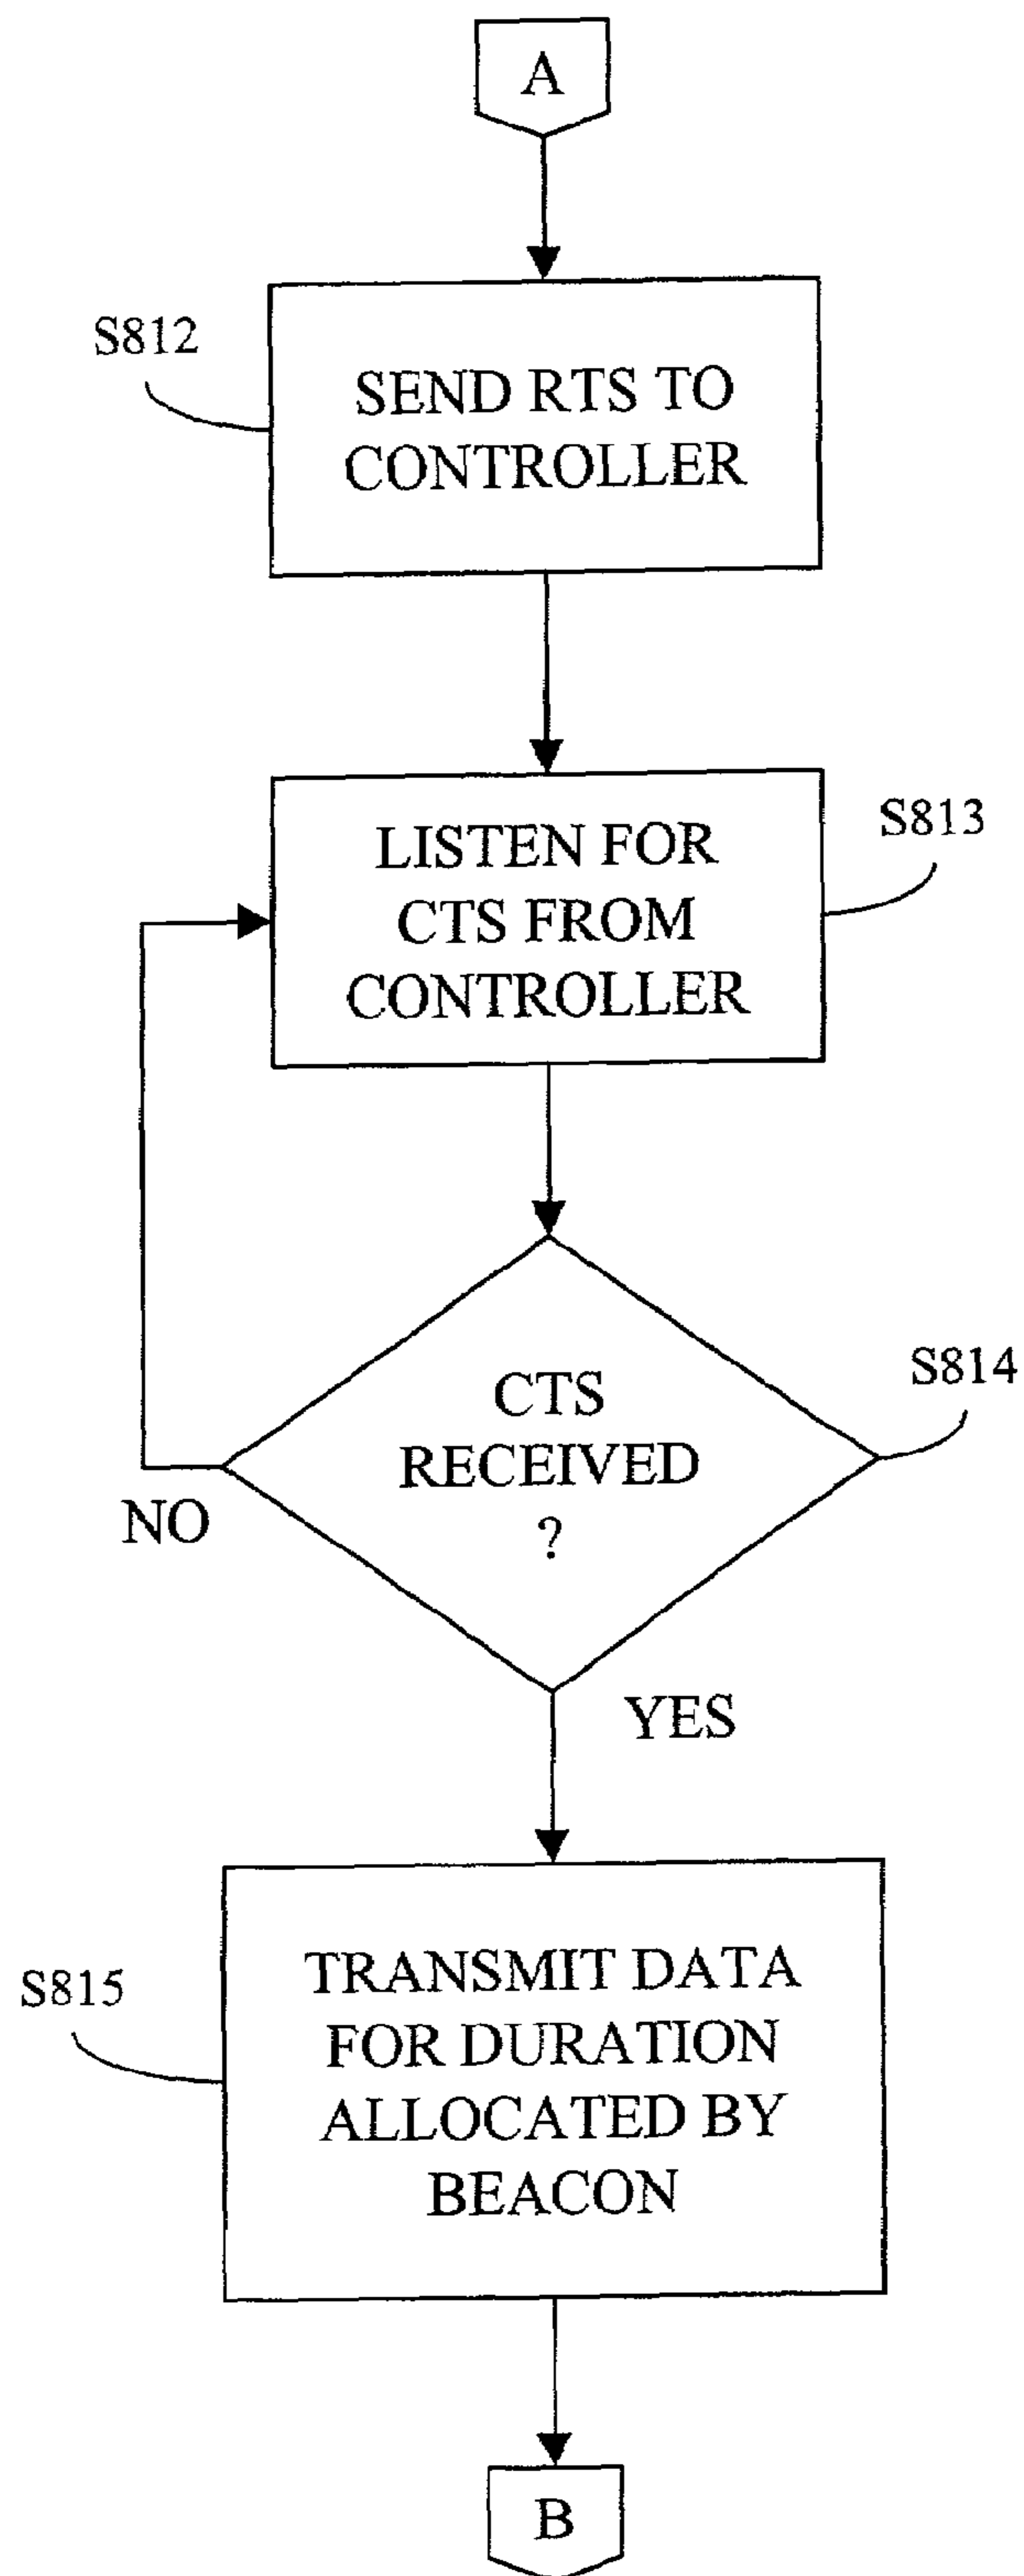 A
S812
SEND RTS TO
CONTROLLER
S813
LISTEN FOR
CTS FROM
CONTROLLER
S814
CTS
RECEIVED
?
NO
YES
S815
TRANSMIT DATA
FOR DURATION
ALLOCATED BY
BEACON
B